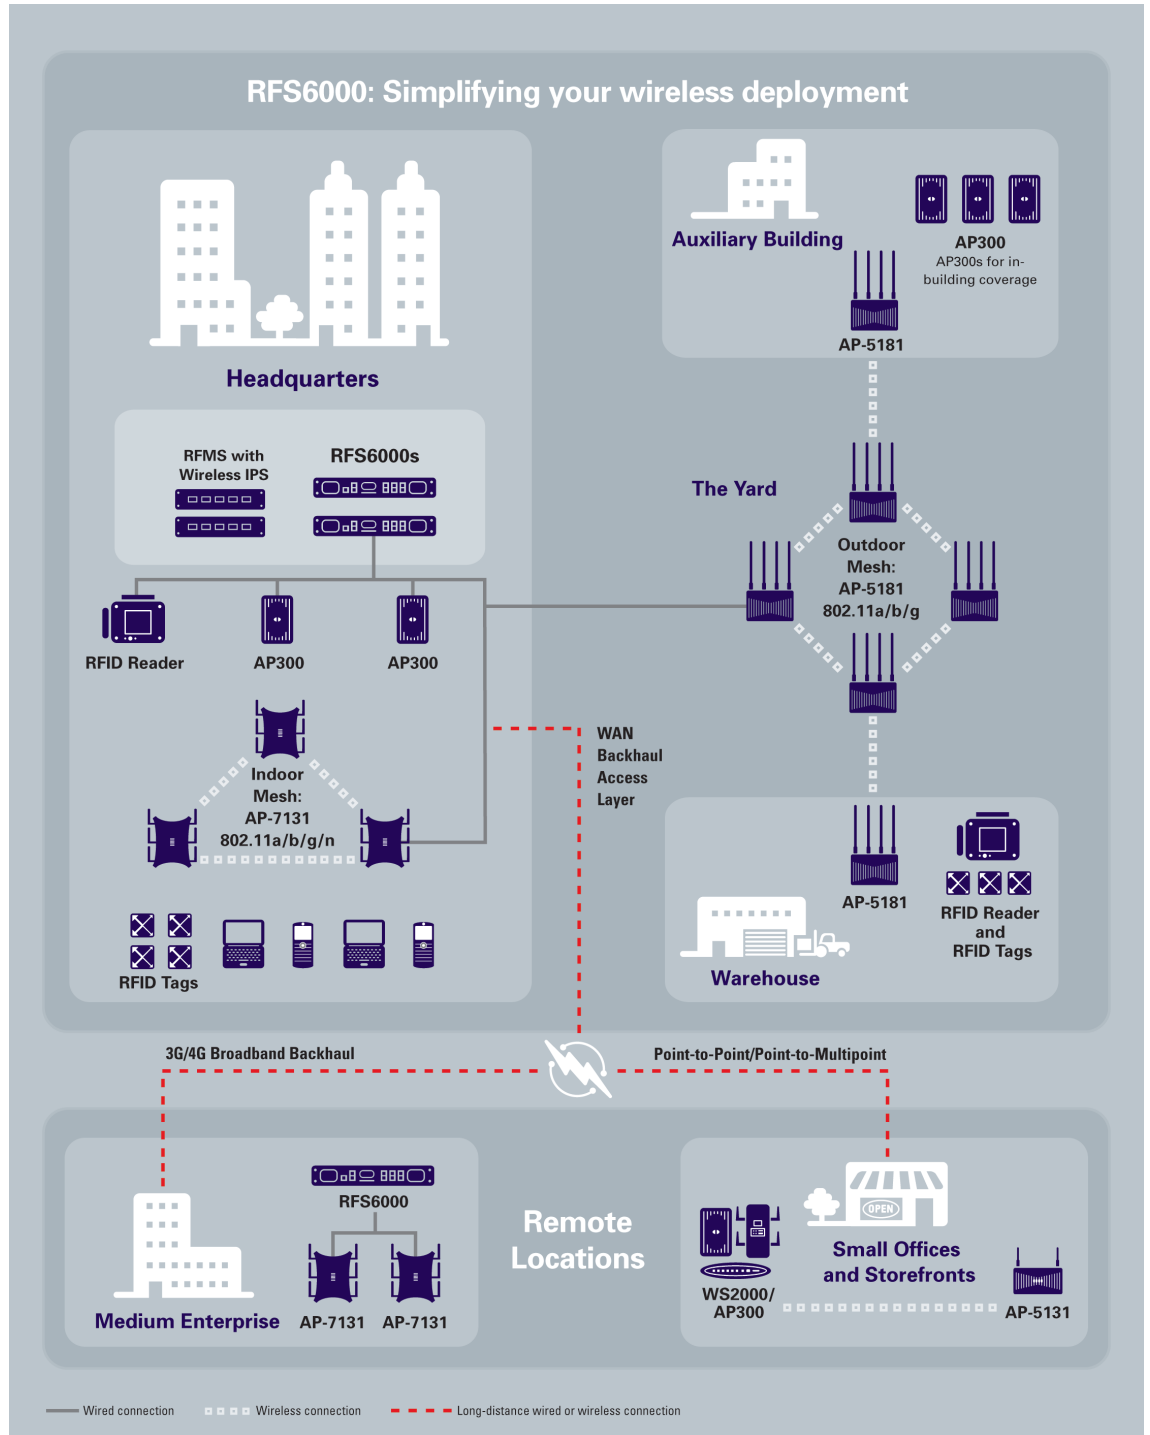 RFS6000: Simplifying your wireless deployment
Headquarters
RFMS with
Wireless IPS
RFS6000s
RFID Reader
AP300
AP300
Indoor
Mesh:
AP-7131
802.11a/b/g/n
RFID Tags
Auxiliary Building
AP300
AP300s for in-
building coverage
AP-5181
The Yard
Outdoor
Mesh:
AP-5181
802.11a/b/g
WAN
Backhaul
Access
Layer
AP-5181
RFID Reader
and
RFID Tags
Warehouse
3G/4G Broadband Backhaul
Point-to-Point/Point-to-Multipoint
RFS6000
Medium Enterprise
AP-7131
AP-7131
Remote
Locations
OPEN
Small Offices
and Storefronts
WS2000/
AP300
AP-5131
Wired connection
Wireless connection
Long-distance wired or wireless connection